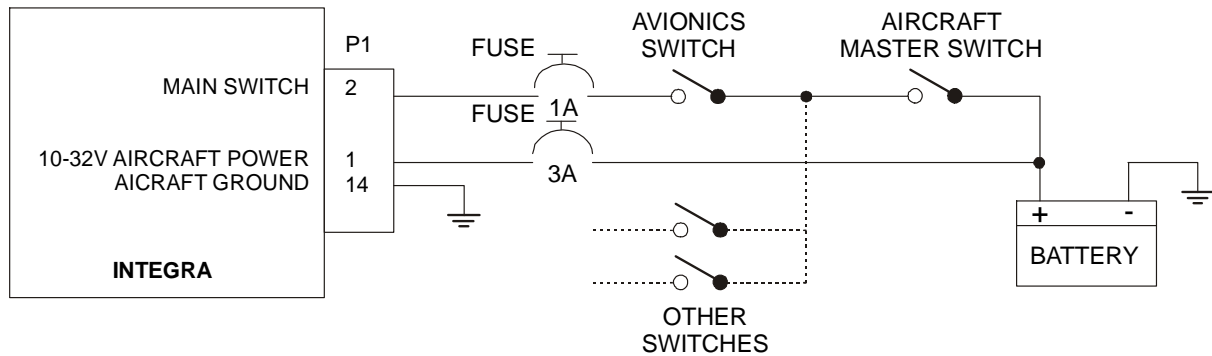 P1
MAIN SWITCH
2
10-32V AIRCRAFT POWER
1
AICRAFT GROUND
14
INTEGRA
FUSE
1A
FUSE
3A
AVIONICS
SWITCH
AIRCRAFT
MASTER SWITCH
OTHER
SWITCHES
+ -
BATTERY